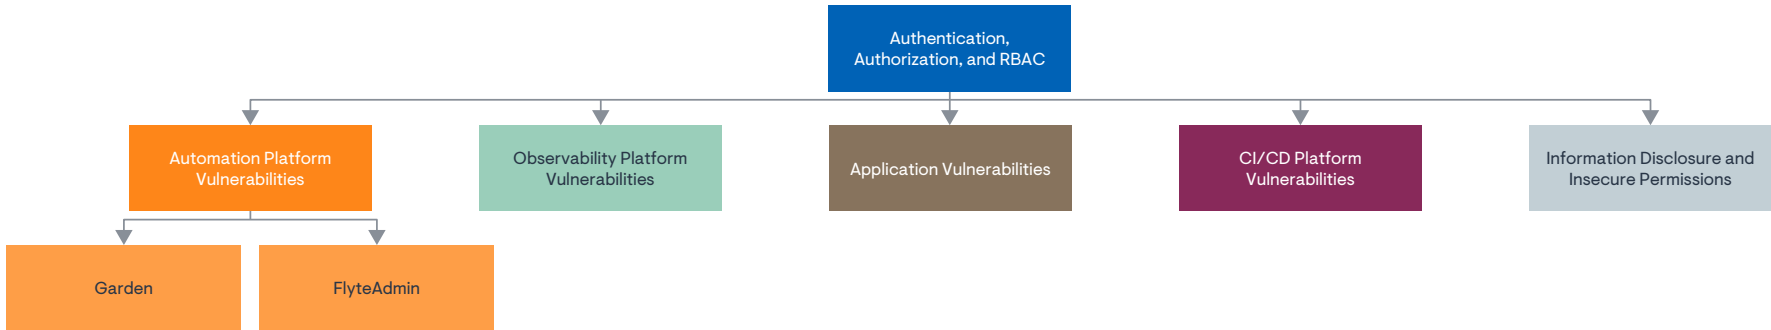 Authentication,
Authorization, and RBAC
Automation Platform
Vulnerabilities
Observability Platform
Vulnerabilities
Application Vulnerabilities
CI/CD Platform
Vulnerabilities
Information Disclosure and
Insecure Permissions
Garden
FlyteAdmin